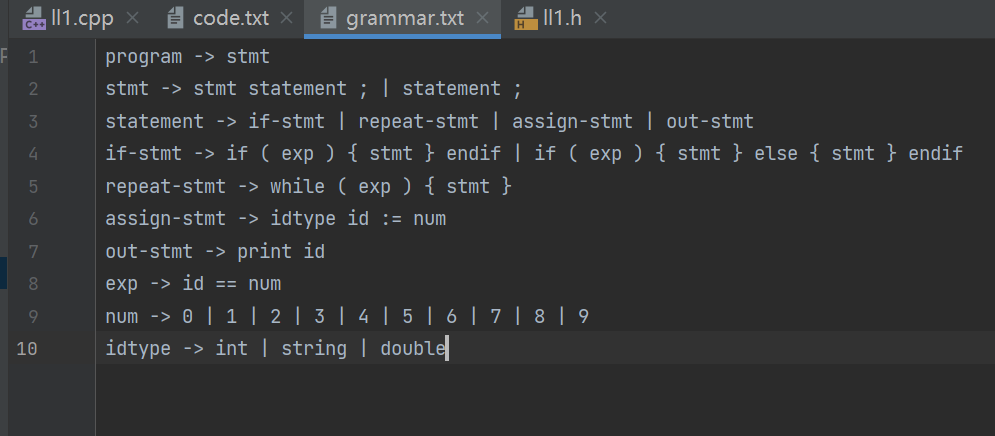 ll1.cpp code.txt grammar.txt ll1.h
1 program -> stmt
2 stmt -> stmt statement ; | statement ;
3 statement -> if-stmt | repeat-stmt | assign-stmt | out-stmt
4 if-stmt -> if ( exp ) { stmt } endif | if ( exp ) { stmt } else { stmt } endif
5 repeat-stmt -> while ( exp ) { stmt }
6 assign-stmt -> idtype id := num
7 out-stmt -> print id
8 exp -> id == num
9 num -> 0 | 1 | 2 | 3 | 4 | 5 | 6 | 7 | 8 | 9
10 idtype -> int | string | double